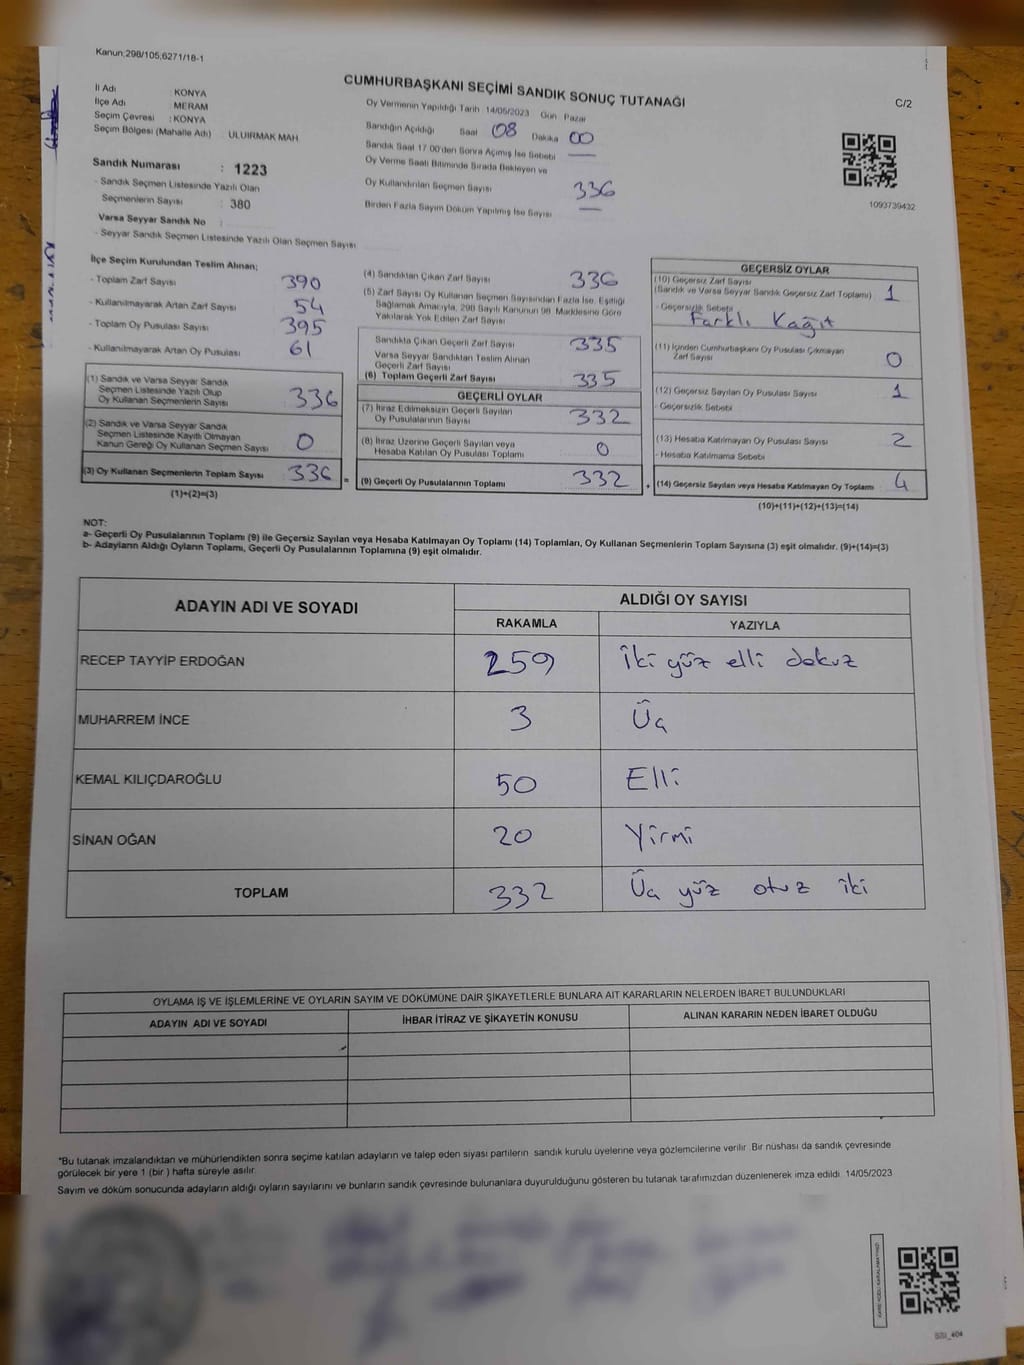 Kanun:298/105;6271/18-1
CUMHURBAŞKANI SEÇİMİ SANDIK SONUÇ TUTANAĞI
C/2
İl Adı : KONYA
İlçe Adı : MERAM
Seçim Çevresi : KONYA
Seçim Bölgesi (Mahalle Adı) : ULUIRMAK MAH
Sandık Numarası : 1223
- Sandık Seçmen Listesinde Yazılı Olan
Seçmenlerin Sayısı : 380
Varsa Seyyar Sandık No :
- Seyyar Sandık Seçmen Listesinde Yazılı Olan Seçmen Sayısı
Oy Vermenin Yapıldığı Tarih 14/05/2023 Gün Pazar
Sandığın Açıldığı Saat 08 Dakika 00
Sandık Saat 17.00'den Sonra Açılmış İse Sebebi —
Oy Verme Saati Bitiminde Sırada Bekleyen ve
Oy Kullandırılan Seçmen Sayısı 336
Birden Fazla Sayım Döküm Yapılmış İse Sayısı —
1093739432
İlçe Seçim Kurulundan Teslim Alınan;
- Toplam Zarf Sayısı 390
- Kullanılmayarak Artan Zarf Sayısı 54
- Toplam Oy Pusulası Sayısı 395
- Kullanılmayarak Artan Oy Pusulası 61
(1) Sandık ve Varsa Seyyar Sandık
Seçmen Listesinde Yazılı Olup
Oy Kullanan Seçmenlerin Sayısı 336
(2) Sandık ve Varsa Seyyar Sandık
Seçmen Listesinde Kayıtlı Olmayan
Kanun Gereği Oy Kullanan Seçmen Sayısı 0
(3) Oy Kullanan Seçmenlerin Toplam Sayısı 336 =
(1)+(2)=(3)
(4) Sandıktan Çıkan Zarf Sayısı 336
(5) Zarf Sayısı Oy Kullanan Seçmen Sayısından Fazla İse, Eşitliği
Sağlamak Amacıyla, 298 Sayılı Kanunun 98. Maddesine Göre
Yakılarak Yok Edilen Zarf Sayısı
Sandıkta Çıkan Geçerli Zarf Sayısı 335
Varsa Seyyar Sandıktan Teslim Alınan
Geçerli Zarf Sayısı
(6) Toplam Geçerli Zarf Sayısı 335
GEÇERLİ OYLAR
(7) İtiraz Edilmeksizin Geçerli Sayılan
Oy Pusulalarının Sayısı 332
(8) İtiraz Üzerine Geçerli Sayılan veya
Hesaba Katılan Oy Pusulası Toplamı 0
(9) Geçerli Oy Pusulalarının Toplamı 332 +
GEÇERSİZ OYLAR
(10) Geçersiz Zarf Sayısı
(Sandık ve Varsa Seyyar Sandık Geçersiz Zarf Toplamı) 1
- Geçersizlik Sebebi
Farklı Kağıt
(11) İçinden Cumhurbaşkanı Oy Pusulası Çıkmayan
Zarf Sayısı 0
(12) Geçersiz Sayılan Oy Pusulası Sayısı 1
- Geçersizlik Sebebi
(13) Hesaba Katılmayan Oy Pusulası Sayısı 2
- Hesaba Katılmama Sebebi
(14) Geçersiz Sayılan veya Hesaba Katılmayan Oy Toplamı 4
(10)+(11)+(12)+(13)=(14)
NOT:
a- Geçerli Oy Pusulalarının Toplamı (9) ile Geçersiz Sayılan veya Hesaba Katılmayan Oy Toplamı (14) Toplamları, Oy Kullanan Seçmenlerin Toplam Sayısına (3) eşit olmalıdır. (9)+(14)=(3)
b- Adayların Aldığı Oyların Toplamı, Geçerli Oy Pusulalarının Toplamına (9) eşit olmalıdır.
ADAYIN ADI VE SOYADI
ALDIĞI OY SAYISI
RAKAMLA YAZIYLA
RECEP TAYYİP ERDOĞAN 259 İki yüz elli dokuz
MUHARREM İNCE 3 Üç
KEMAL KILIÇDAROĞLU 50 Elli
SİNAN OĞAN 20 Yirmi
TOPLAM 332 Üç yüz otuz iki
OYLAMA İŞ VE İŞLEMLERİNE VE OYLARIN SAYIM VE DÖKÜMÜNE DAİR ŞİKAYETLERLE BUNLARA AİT KARARLARIN NELERDEN İBARET BULUNDUKLARI
ADAYIN ADI VE SOYADI İHBAR İTİRAZ VE ŞİKAYETİN KONUSU ALINAN KARARIN NEDEN İBARET OLDUĞU
*Bu tutanak imzalandıktan ve mühürlendikten sonra seçime katılan adayların ve talep eden siyasi partilerin sandık kurulu üyelerine veya gözlemcilerine verilir. Bir nüshası da sandık çevresinde
görülecek bir yere 1 (bir ) hafta süreyle asılır.
Sayım ve döküm sonucunda adayların aldığı oyların sayılarını ve bunların sandık çevresinde bulunanlara duyurulduğunu gösteren bu tutanak tarafımızdan düzenlenerek imza edildi. 14/05/2023